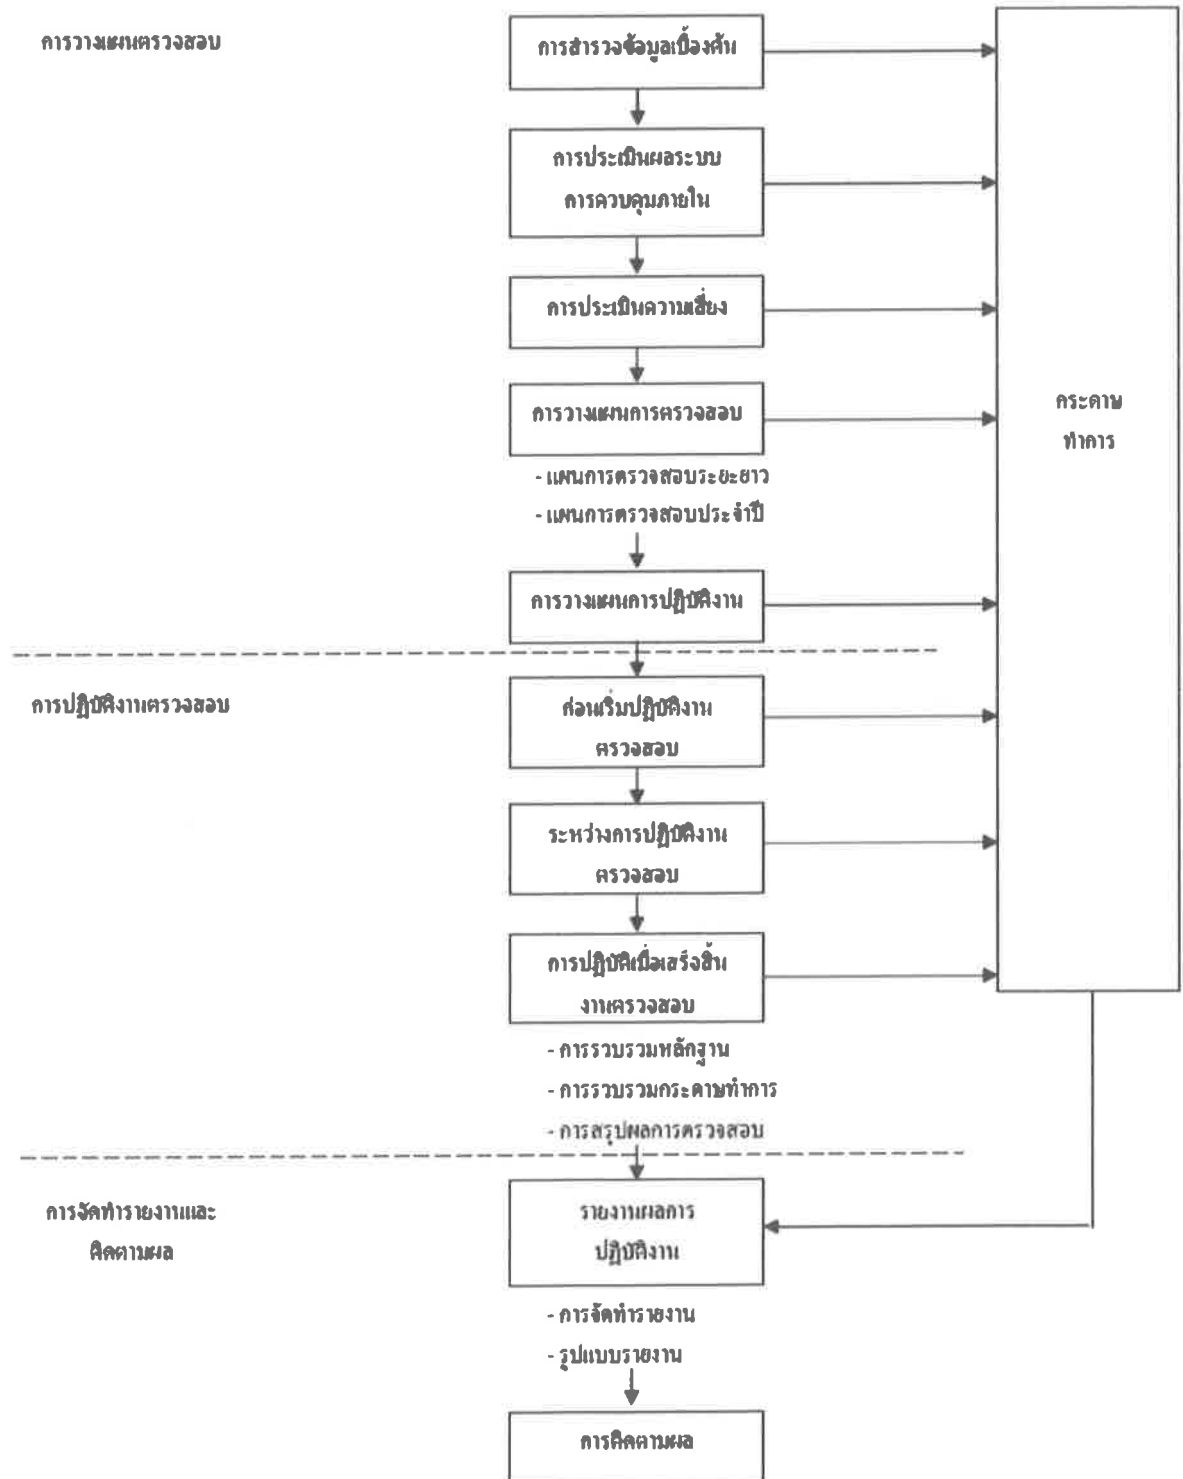 การวางแผนตรวจสอบ
การสำรวจข้อมูลเบื้องต้น
การประเมินผลระบบ
การควบคุมภายใน
การประเมินความเสี่ยง
การวางแผนการตรวจสอบ
- แผนการตรวจสอบระยะยาว
- แผนการตรวจสอบประจำปี
การวางแผนการปฏิบัติงาน
กระดาษ
ทำการ
การปฏิบัติงานตรวจสอบ
ก่อนเริ่มปฏิบัติงาน
ตรวจสอบ
ระหว่างการปฏิบัติงาน
ตรวจสอบ
การปฏิบัติเมื่อเสร็จสิ้น
งานตรวจสอบ
- การรวบรวมหลักฐาน
- การรวบรวมกระดาษทำการ
- การสรุปผลการตรวจสอบ
การจัดทำรายงานและ
ติดตามผล
รายงานผลการ
ปฏิบัติงาน
- การจัดทำรายงาน
- รูปแบบรายงาน
การติดตามผล